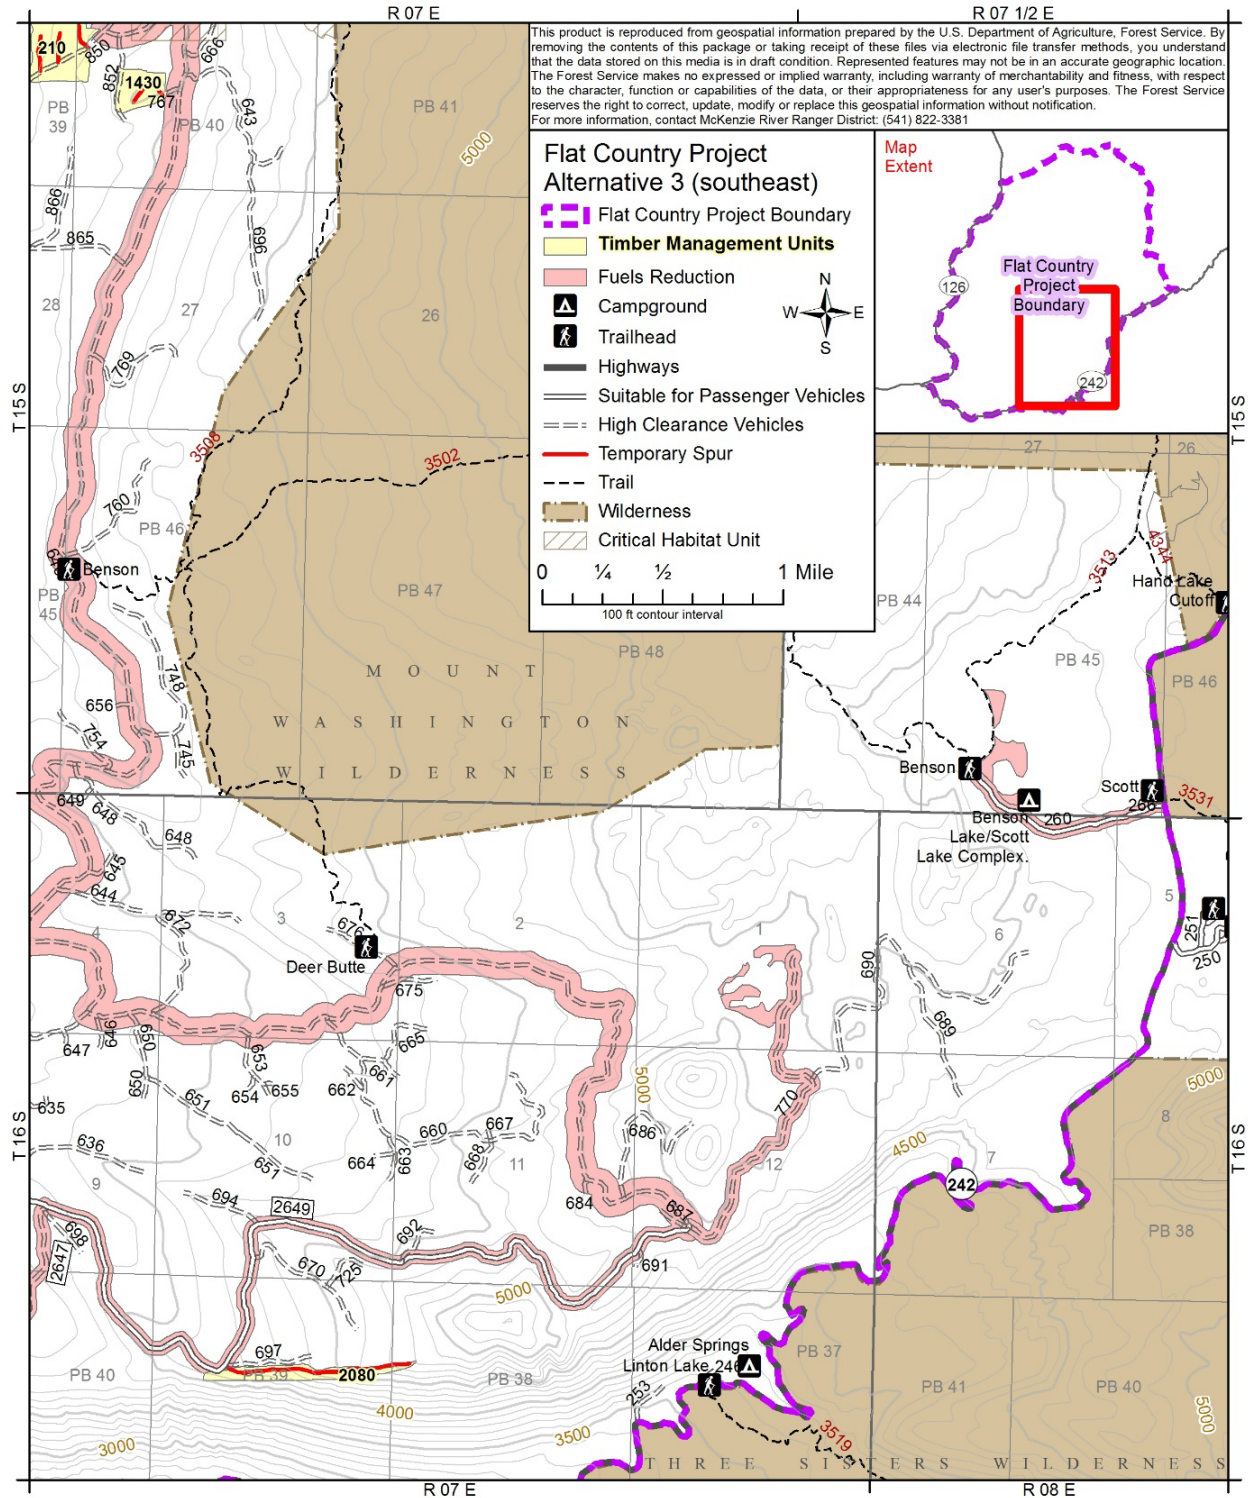 R 07 E
R 07 1/2 E
This product is reproduced from geospatial information prepared by the U.S. Department of Agriculture, Forest Service. By
removing the contents of this package or taking receipt of these files via electronic file transfer methods, you understand
that the data stored on this media is in draft condition. Represented features may not be in an accurate geographic location.
The Forest Service makes no expressed or implied warranty, including warranty of merchantability and fitness, with respect
to the character, function or capabilities of the data, or their appropriateness for any user's purposes. The Forest Service
reserves the right to correct, update, modify or replace this geospatial information without notification.
For more information, contact McKenzie River Ranger District: (541) 822-3381
Flat Country Project
Alternative 3 (southeast)
Flat Country Project Boundary
Timber Management Units
Fuels Reduction
Campground
Trailhead
Highways
Suitable for Passenger Vehicles
High Clearance Vehicles
Temporary Spur
Trail
Wilderness
Critical Habitat Unit
N
W
E
S
0
¼
½
1 Mile
100 ft contour interval
Map
Extent
Flat Country
Project
Boundary
126
242
210
850
852
666
1430
767
643
PB
39
PB 40
PB 41
5000
866
865
696
28
27
26
769
T 15 S
T 15 S
3508
3502
27
26
760
PB 46
Benson
PB
45
PB 47
PB 44
3513
4344
Hand Lake
Cutoff
PB 48
PB 45
PB 46
MOUNT
WASHINGTON
WILDERNESS
748
656
754
745
Benson
Scott
3531
266
Benson
260
Lake/Scott
Lake Complex.
649
648
648
645
644
672
3
2
1
6
5
4
676
Deer Butte
675
690
689
251
250
646
650
647
653
665
661
662
654
655
650
651
635
636
651
10
660
667
668
664
663
11
686
5000
770
12
4500
7
8
5000
T 16 S
T 16 S
9
694
2649
684
687
242
698
2647
692
670
725
691
5000
PB 38
697
2080
PB 39
PB 40
PB 38
Alder Springs
Linton Lake 246
253
PB 37
PB 41
PB 40
5000
4000
3500
3000
3519
THREE SISTERS WILDERNESS
R 07 E
R 08 E